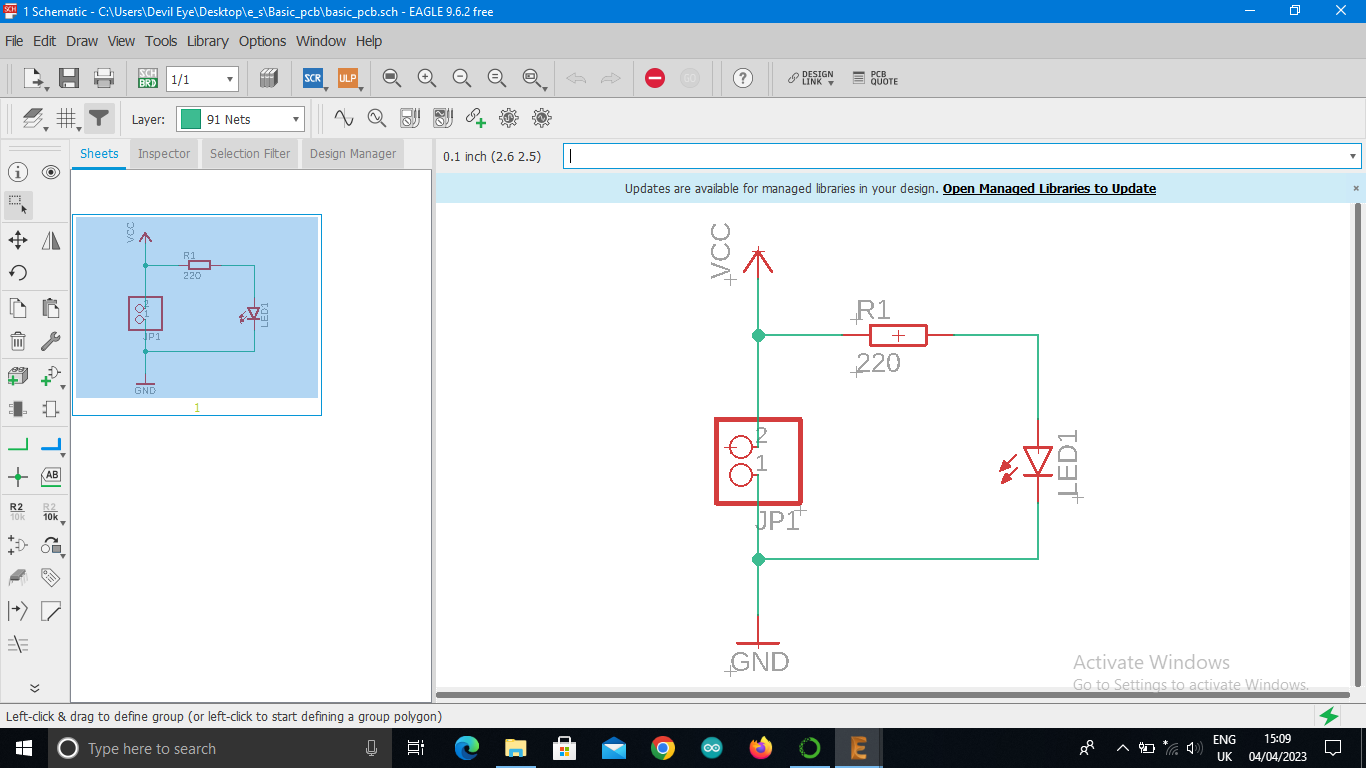 1 Schematic - C:\Users\Devil Eye\Desktop\e_s\Basic_pcb\basic_pcb.sch - EAGLE 9.6.2 free
File Edit Draw View Tools Library Options Window Help
SCH BRD 1/1 SCR ULP DESIGN LINK PCB QUOTE
Layer: 91 Nets
Sheets Inspector Selection Filter Design Manager
0.1 inch (2.6 2.5)
Updates are available for managed libraries in your design. Open Managed Libraries to Update
VCC
R1
220
2
1
LED1
JP1
GND
1
VCC
R1
220
2
1
JP1
LED1
GND
AB
R2
10k
R2
10k
Activate Windows
Go to Settings to activate Windows.
Left-click & drag to define group (or left-click to start defining a group polygon)
Type here to search
ENG
UK
15:09
04/04/2023